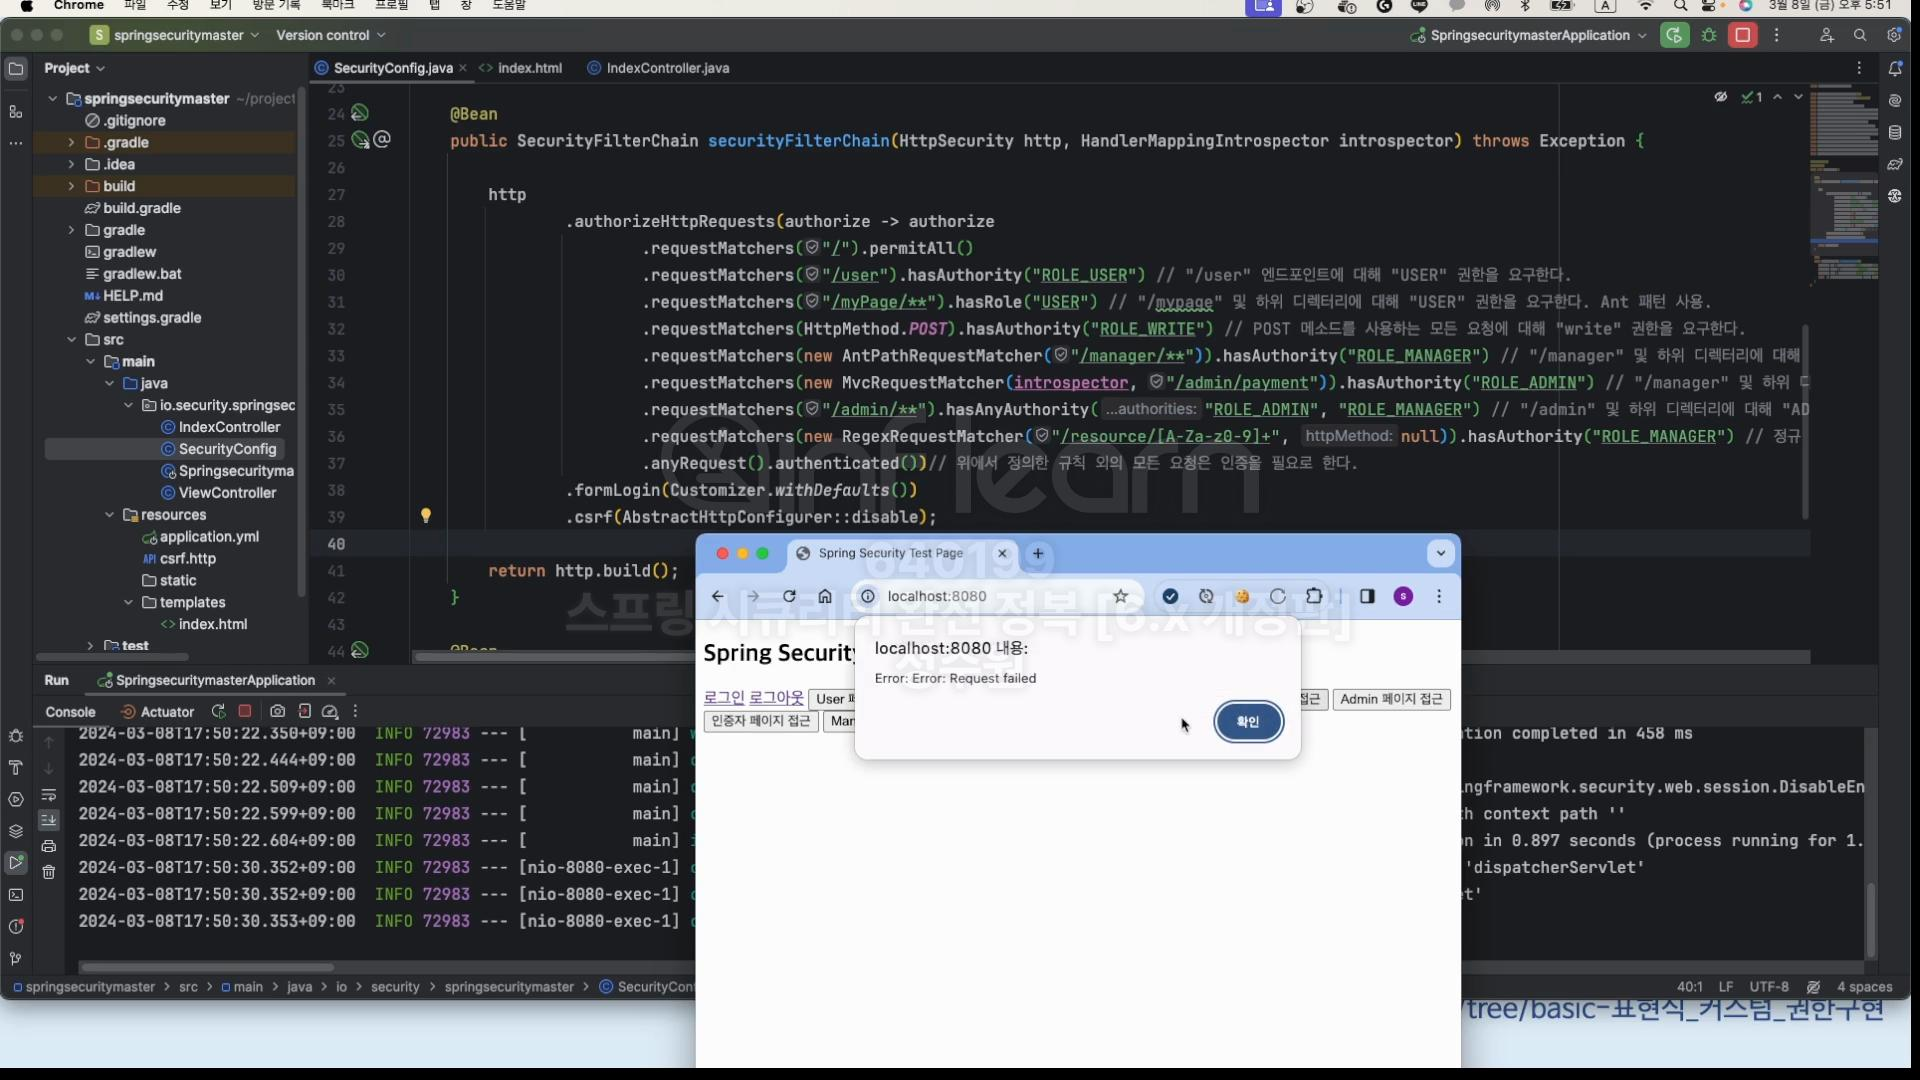 Chrome 파일 수정 보기 방문 기록 북마크 프로필 탭 창 도움말 3월 8일 (금) 오후 5:51
S springsecuritymaster Version control SpringsecuritymasterApplication
Project SecurityConfig.java index.html IndexController.java
springsecuritymaster ~/project
.gitignore
.gradle
.idea
build
build.gradle
gradle
gradlew
gradlew.bat
HELP.md
settings.gradle
src
main
java
io.security.springsec
IndexController
SecurityConfig
Springsecurityma
ViewController
resources
application.yml
API csrf.http
static
templates
index.html
test
1
23
24 @Bean
25 public SecurityFilterChain securityFilterChain(HttpSecurity http, HandlerMappingIntrospector introspector) throws Exception {
26
27 http
28 .authorizeHttpRequests(authorize -> authorize
29 .requestMatchers("/").permitAll()
30 .requestMatchers("/user").hasAuthority("ROLE_USER") // "/user" 엔드포인트에 대해 "USER" 권한을 요구한다.
31 .requestMatchers("/myPage/**").hasRole("USER") // "/mypage" 및 하위 디렉터리에 대해 "USER" 권한을 요구한다. Ant 패턴 사용.
32 .requestMatchers(HttpMethod.POST).hasAuthority("ROLE_WRITE") // POST 메소드를 사용하는 모든 요청에 대해 "write" 권한을 요구한다.
33 .requestMatchers(new AntPathRequestMatcher("/manager/**")).hasAuthority("ROLE_MANAGER") // "/manager" 및 하위 디렉터리에 대해
34 .requestMatchers(new MvcRequestMatcher(introspector, "/admin/payment")).hasAuthority("ROLE_ADMIN") // "/manager" 및 하위
35 .requestMatchers("/admin/**").hasAnyAuthority( ...authorities: "ROLE_ADMIN", "ROLE_MANAGER") // "/admin" 및 하위 디렉터리에 대해 "AD
36 .requestMatchers(new RegexRequestMatcher("/resource/[A-Za-z0-9]+", httpMethod: null)).hasAuthority("ROLE_MANAGER") // 정규
37 .anyRequest().authenticated())// 위에서 정의한 규칙 외의 모든 요청은 인증을 필요로 한다.
38 .formLogin(Customizer.withDefaults())
39 .csrf(AbstractHttpConfigurer::disable);
40
41 return http.build();
42 }
43
44 @Bean
inflearn
640199
스프링 시큐리티 완전 정복 [6.x 개정판]
정수원
Spring Security Test Page
localhost:8080
S
Spring Security
로그인 로그아웃 User 접근 Admin 페이지 접근
인증자 페이지 접근 Man
localhost:8080 내용:
Error: Error: Request failed
확인
Run SpringsecuritymasterApplication
Console Actuator
2024-03-08T17:50:22.350+09:00 INFO 72983 --- [ main] w tion completed in 458 ms
2024-03-08T17:50:22.444+09:00 INFO 72983 --- [ main]
2024-03-08T17:50:22.509+09:00 INFO 72983 --- [ main] ngframework.security.web.session.DisableEn
2024-03-08T17:50:22.599+09:00 INFO 72983 --- [ main] h context path ''
2024-03-08T17:50:22.604+09:00 INFO 72983 --- [ main] n in 0.897 seconds (process running for 1.
2024-03-08T17:50:30.352+09:00 INFO 72983 --- [nio-8080-exec-1] 'dispatcherServlet'
2024-03-08T17:50:30.352+09:00 INFO 72983 --- [nio-8080-exec-1] et'
2024-03-08T17:50:30.353+09:00 INFO 72983 --- [nio-8080-exec-1]
springsecuritymaster > src > main > java > io > security > springsecuritymaster > SecurityCon 40:1 LF UTF-8 4 spaces
/tree/basic-표현식_커스텀_권한구현